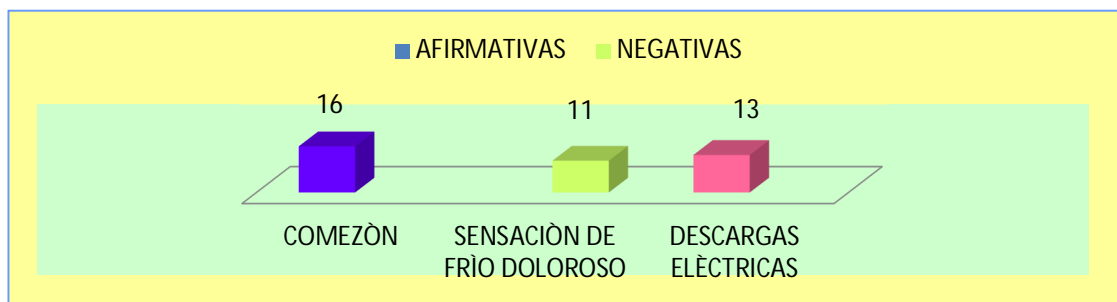 AFIRMATIVAS NEGATIVAS
16 11 13
COMEZÒN SENSACIÒN DE DESCARGAS
FRÌO DOLOROSO ELÈCTRICAS